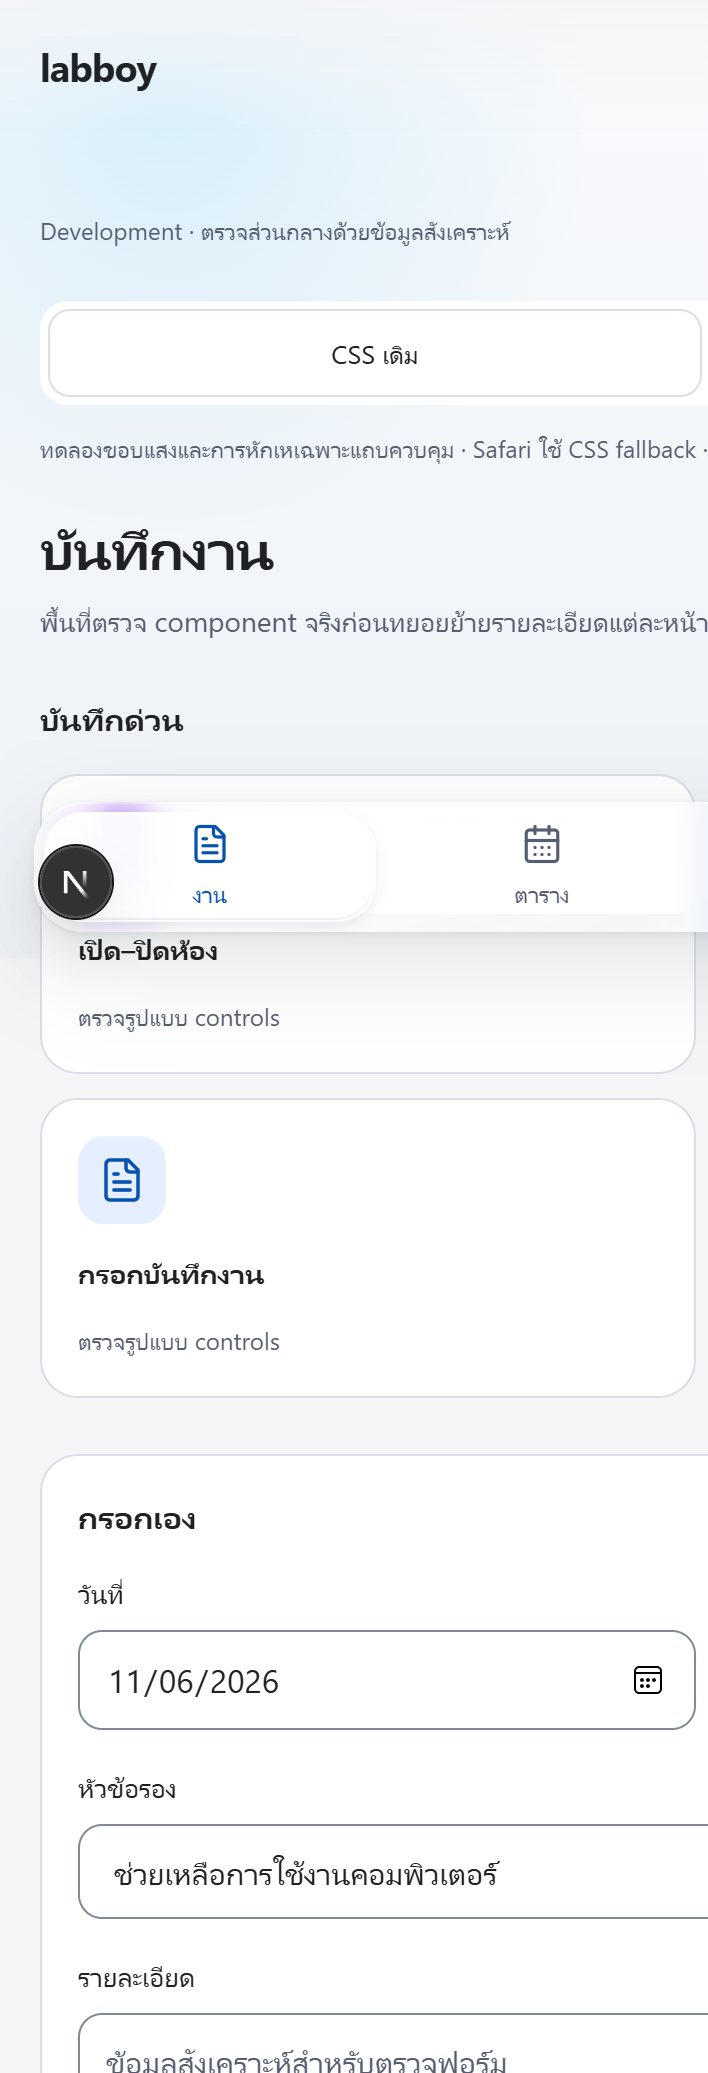 labboy
Development · ตรวจส่วนกลางด้วยข้อมูลสังเคราะห์
CSS เดิม
ทดลองขอบแสงและการหักเหเฉพาะแถบควบคุม · Safari ใช้ CSS fallback ·
บันทึกงาน
พื้นที่ตรวจ component จริงก่อนทยอยย้ายรายละเอียดแต่ละหน้า
บันทึกด่วน
N
งาน
ตาราง
เปิด–ปิดห้อง
ตรวจรูปแบบ controls
กรอกบันทึกงาน
ตรวจรูปแบบ controls
กรอกเอง
วันที่
11/06/2026
หัวข้อรอง
ช่วยเหลือการใช้งานคอมพิวเตอร์
รายละเอียด
ข้อมูลสังเคราะห์สำหรับตรวจฟอร์ม